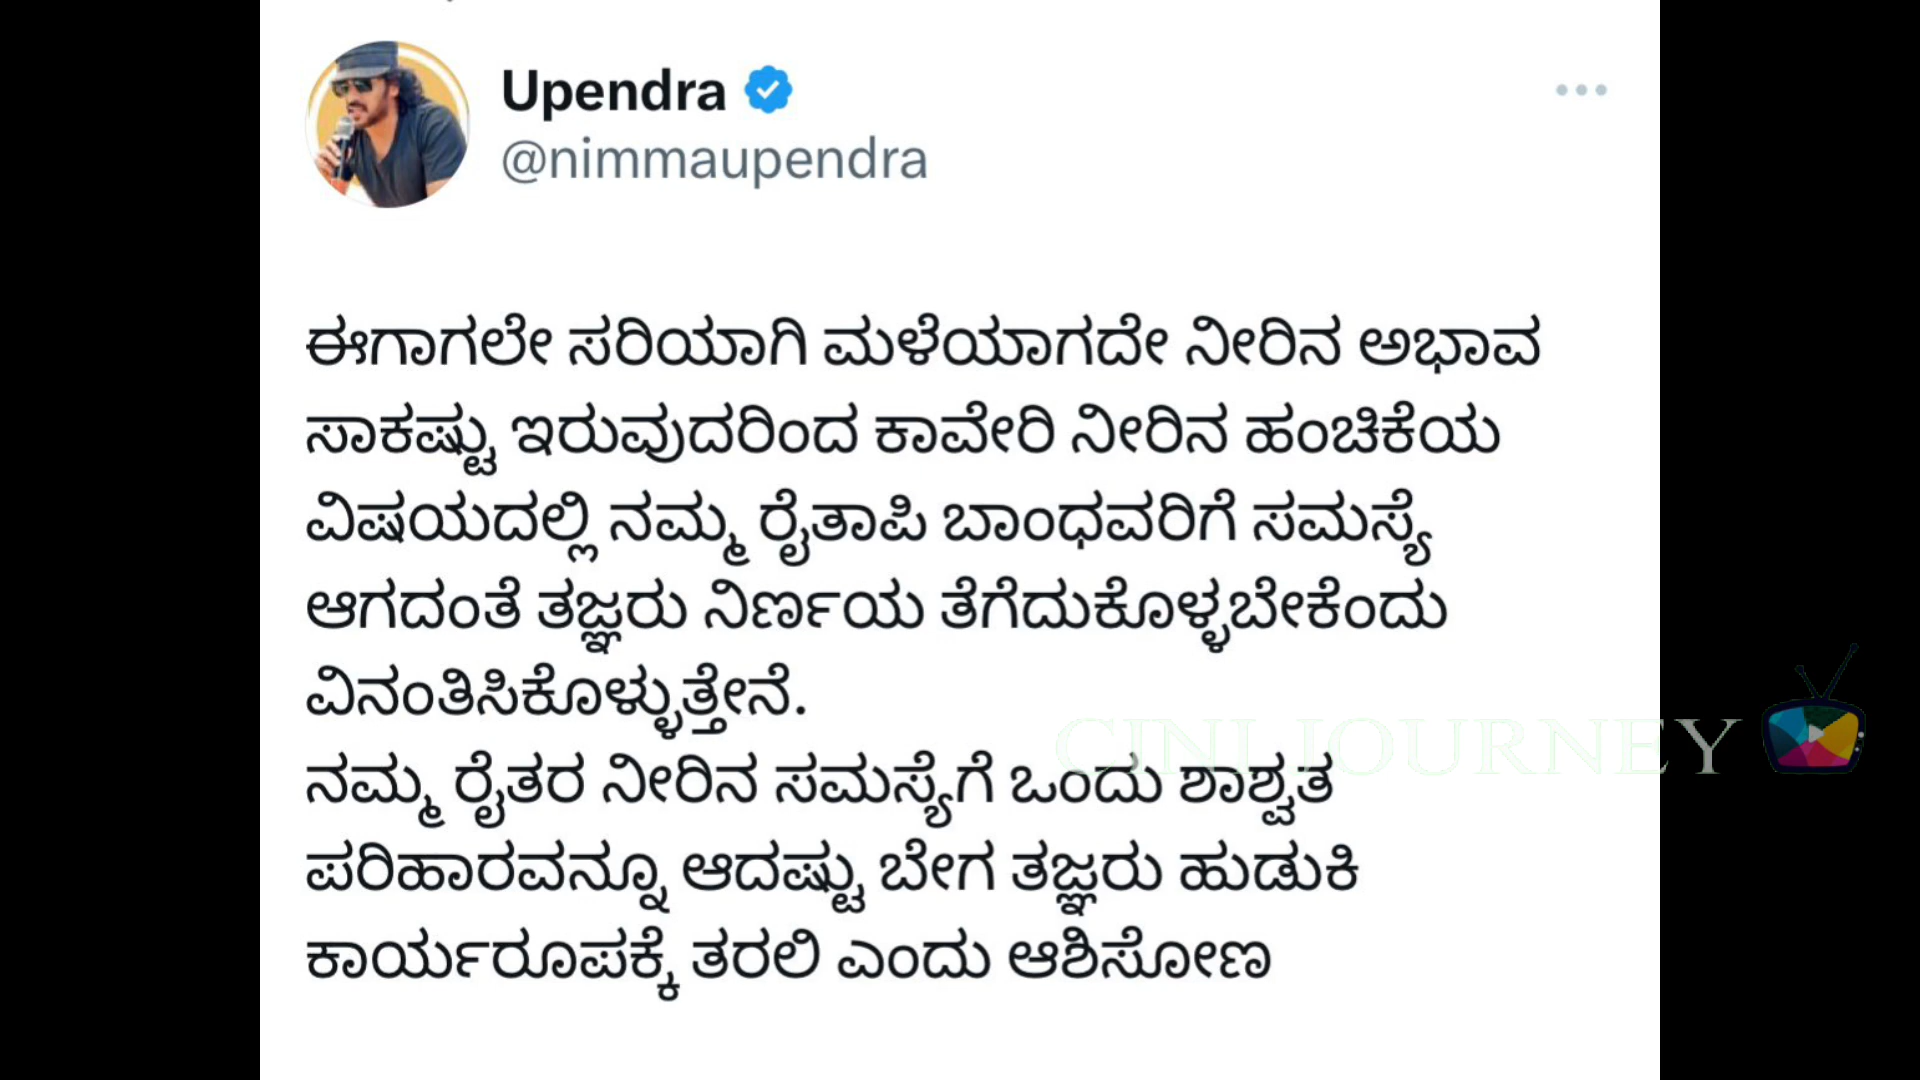 Upendra
@nimmaupendra
ಈಗಾಗಲೇ ಸರಿಯಾಗಿ ಮಳೆಯಾಗದೇ ನೀರಿನ ಅಭಾವ
ಸಾಕಷ್ಟು ಇರುವುದರಿಂದ ಕಾವೇರಿ ನೀರಿನ ಹಂಚಿಕೆಯ
ವಿಷಯದಲ್ಲಿ ನಮ್ಮ ರೈತಾಪಿ ಬಾಂಧವರಿಗೆ ಸಮಸ್ಯೆ
ಆಗದಂತೆ ತಜ್ಞರು ನಿರ್ಣಯ ತೆಗೆದುಕೊಳ್ಳಬೇಕೆಂದು
ವಿನಂತಿಸಿಕೊಳ್ಳುತ್ತೇನೆ.
CINI JOURNEY
ನಮ್ಮ ರೈತರ ನೀರಿನ ಸಮಸ್ಯೆಗೆ ಒಂದು ಶಾಶ್ವತ
ಪರಿಹಾರವನ್ನೂ ಆದಷ್ಟು ಬೇಗ ತಜ್ಞರು ಹುಡುಕಿ
ಕಾರ್ಯರೂಪಕ್ಕೆ ತರಲಿ ಎಂದು ಆಶಿಸೋಣ